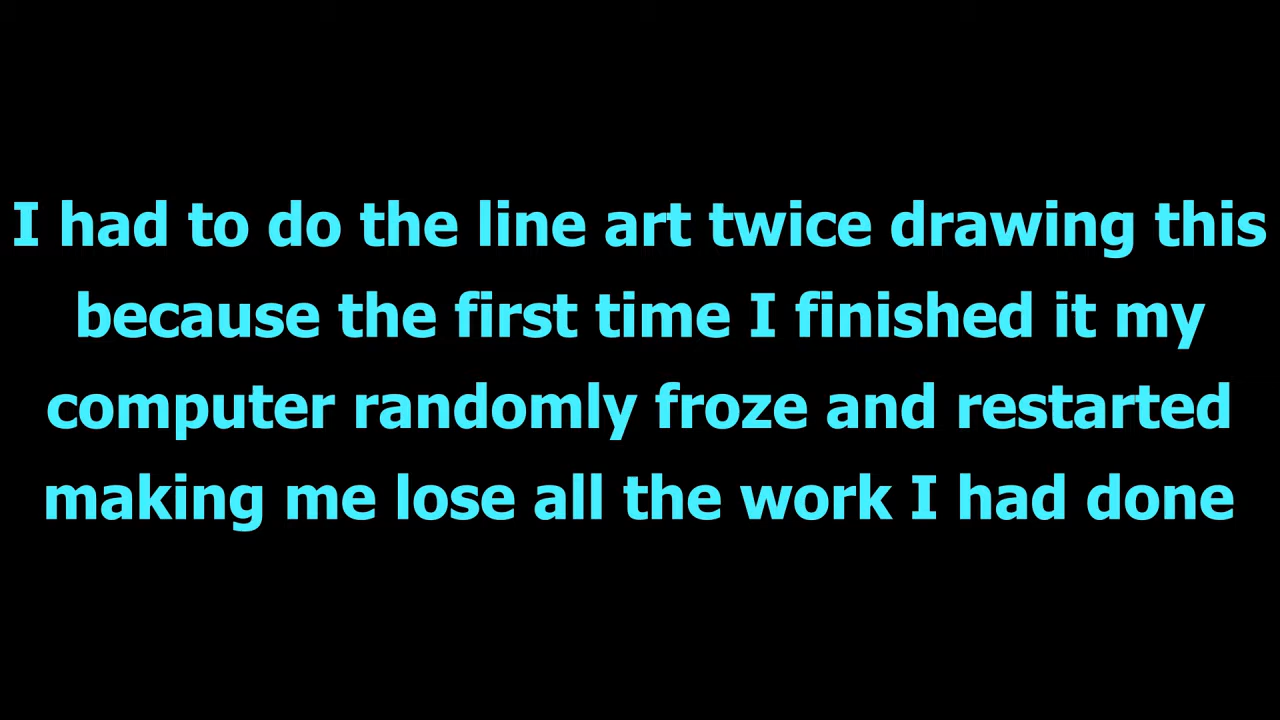 I had to do the line art twice drawing this
because the first time I finished it my
computer randomly froze and restarted
making me lose all the work I had done